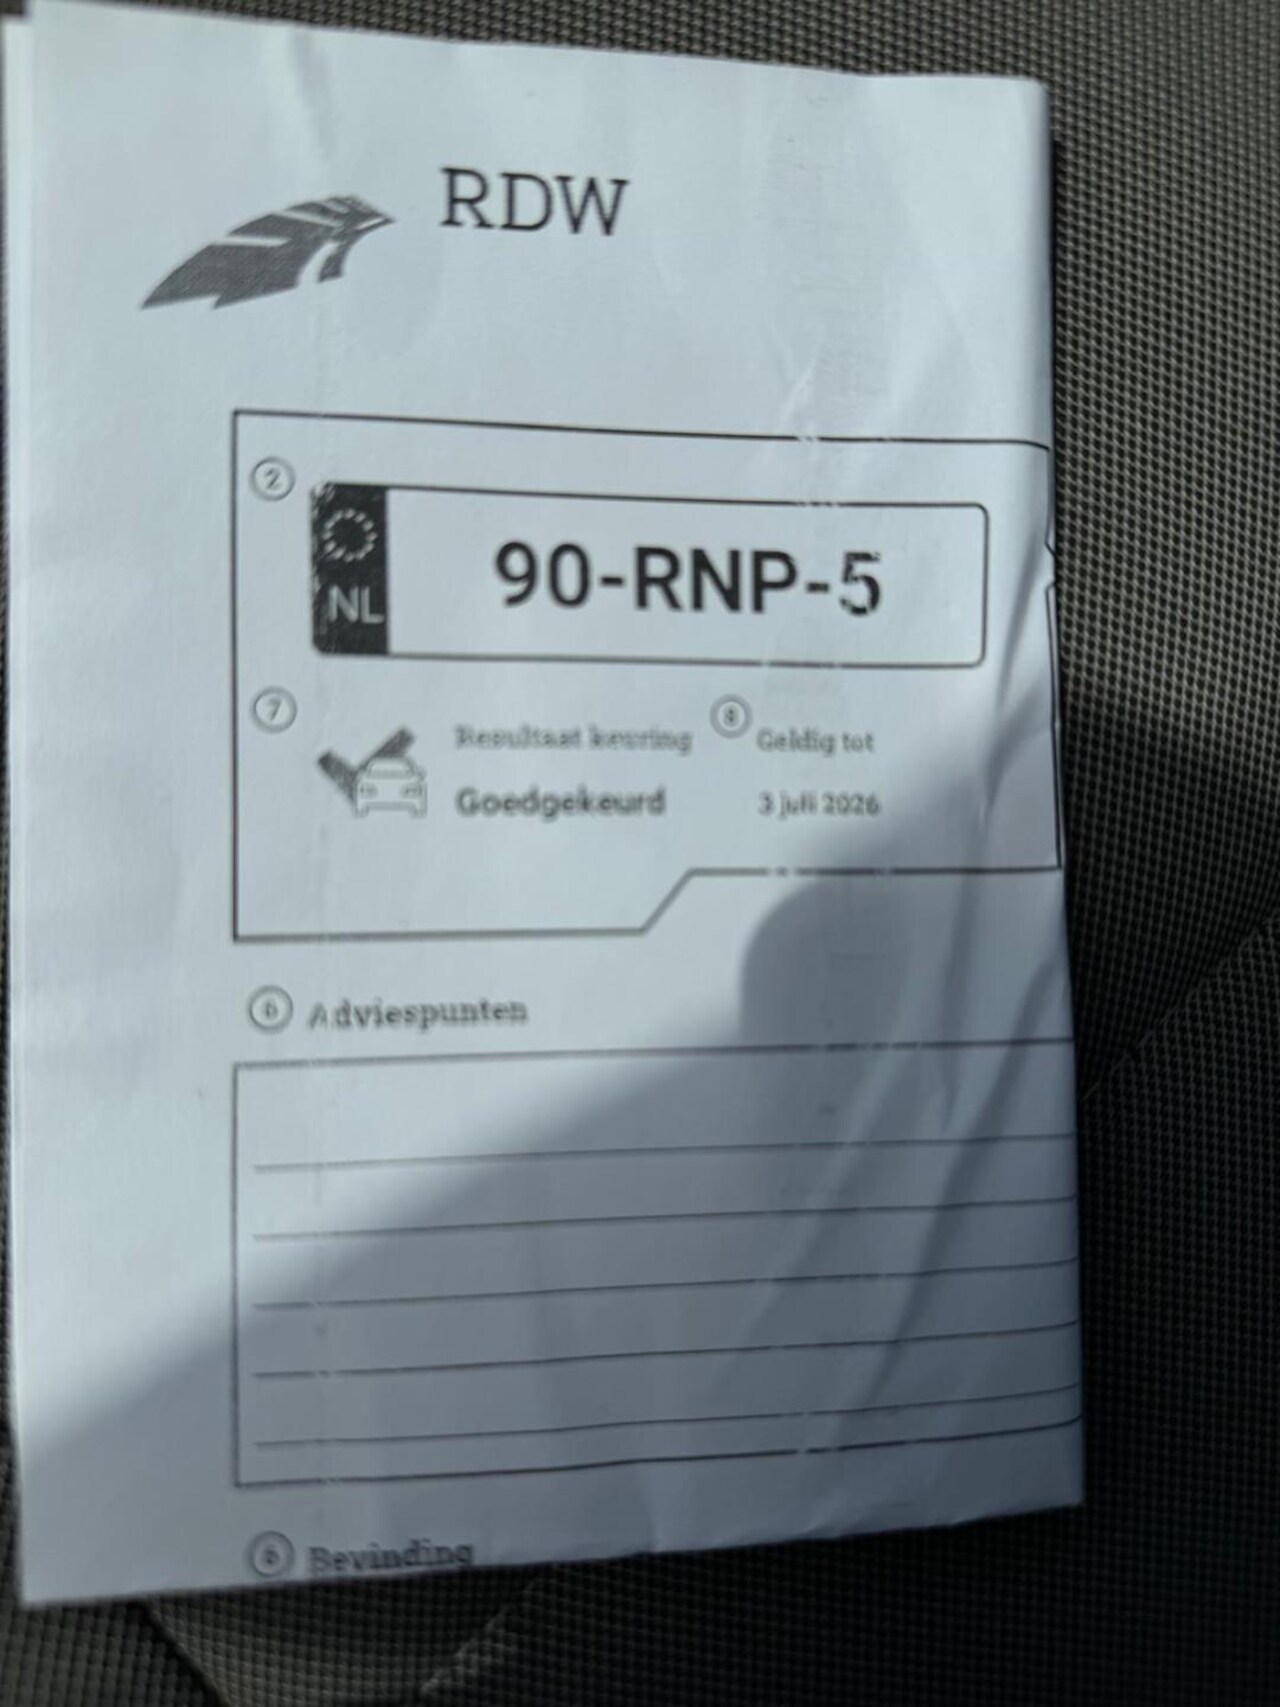 RDW
2
NL
90-RNP-5
7
Resultaat keuring
8
Geldig tot
Goedgekeurd
3 juli 2026
6 Adviespunten
6 Bevinding